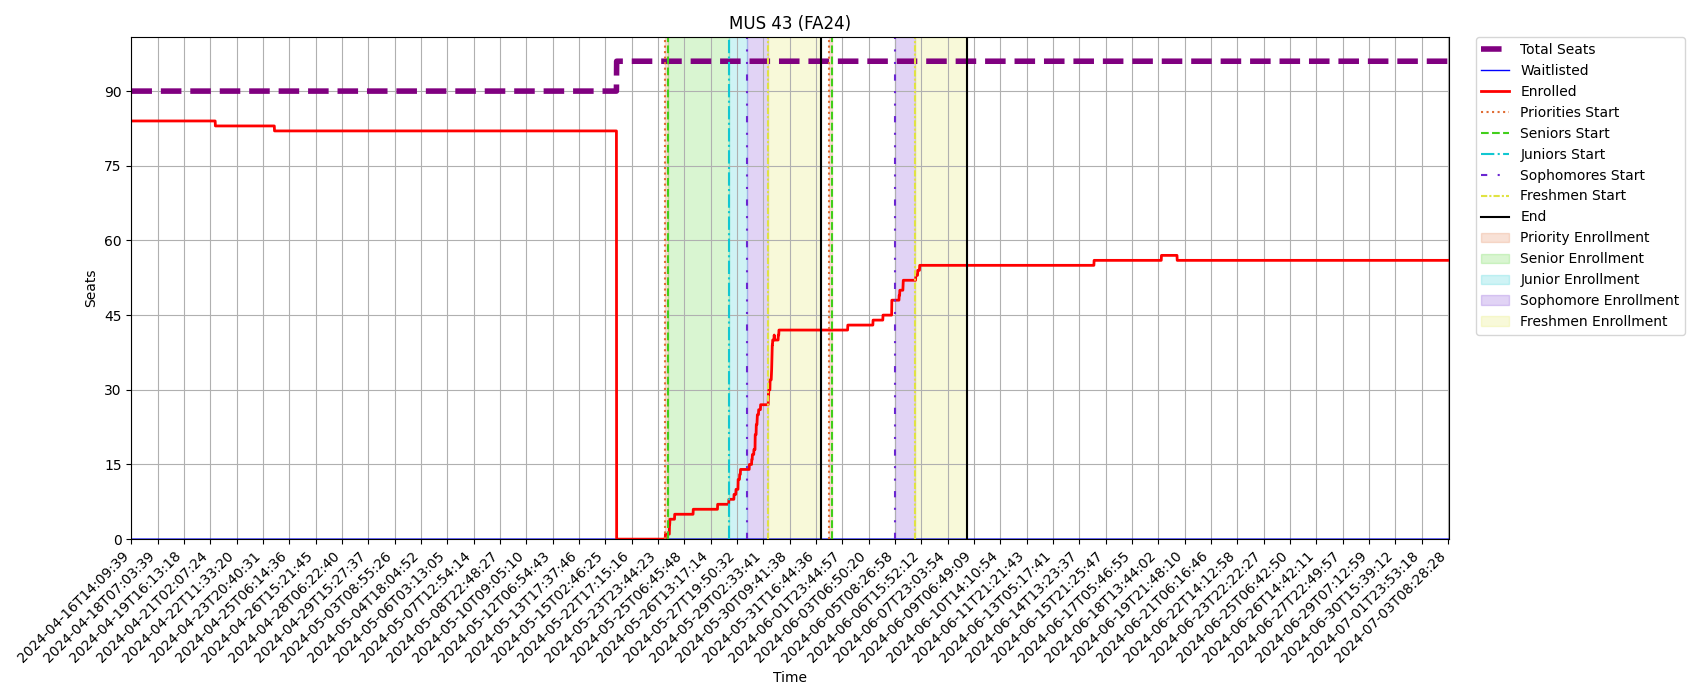 MUS 43 (FA24)
Total Seats
Waitlisted
Enrolled
Priorities Start
Seniors Start
Juniors Start
Sophomores Start
Freshmen Start
End
Priority Enrollment
Senior Enrollment
Junior Enrollment
Sophomore Enrollment
Freshmen Enrollment
Seats
90
75
60
45
30
15
0
2024-04-16T14:09:39
2024-04-18T07:03:39
2024-04-19T16:13:18
2024-04-21T02:07:24
2024-04-22T11:33:20
2024-04-23T20:40:31
2024-04-25T06:14:36
2024-04-26T15:21:45
2024-04-28T06:22:40
2024-04-29T15:27:37
2024-05-03T08:55:26
2024-05-04T18:04:52
2024-05-06T03:13:05
2024-05-07T12:54:14
2024-05-08T22:48:27
2024-05-10T09:05:10
2024-05-12T06:54:43
2024-05-13T17:37:46
2024-05-15T02:46:25
2024-05-22T17:15:16
2024-05-23T23:44:23
2024-05-25T06:45:48
2024-05-26T13:17:14
2024-05-27T19:50:32
2024-05-29T02:33:41
2024-05-30T09:41:38
2024-05-31T16:44:36
2024-06-01T23:44:57
2024-06-03T06:50:20
2024-06-05T08:26:58
2024-06-06T15:52:12
2024-06-07T23:03:54
2024-06-09T06:49:09
2024-06-10T14:10:54
2024-06-11T21:21:43
2024-06-13T05:17:41
2024-06-14T13:23:37
2024-06-15T21:25:47
2024-06-17T05:46:55
2024-06-18T13:44:02
2024-06-19T21:48:10
2024-06-21T06:16:46
2024-06-22T14:12:58
2024-06-23T22:22:27
2024-06-25T06:42:50
2024-06-26T14:42:11
2024-06-27T22:49:57
2024-06-29T07:12:59
2024-06-30T15:39:12
2024-07-01T23:53:18
2024-07-03T08:28:28
Time